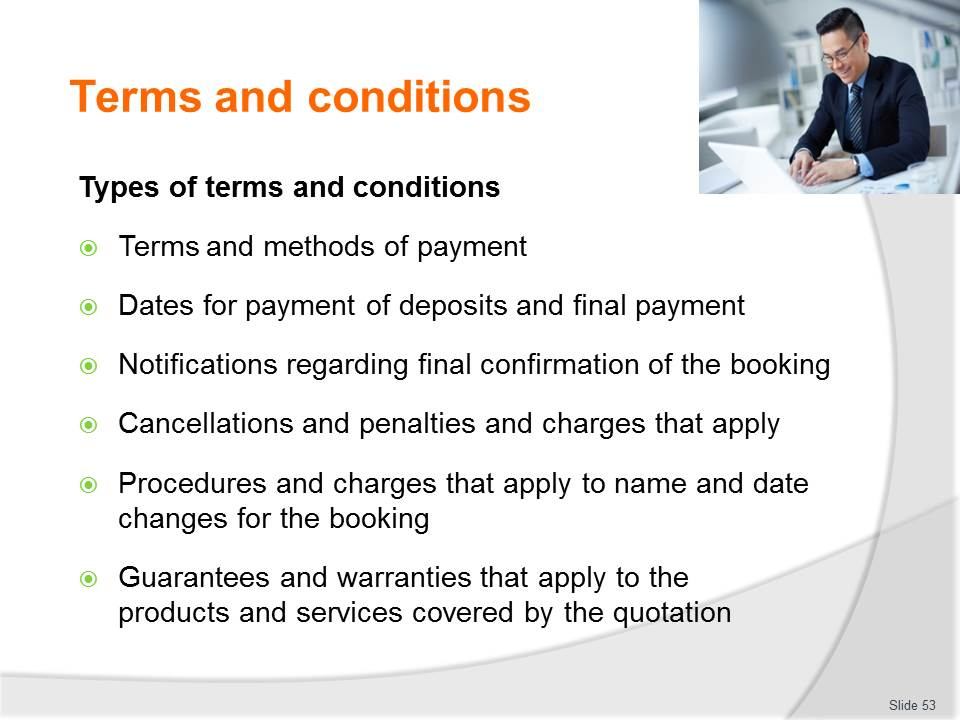 Terms and conditions
Types of terms and conditions
Terms and methods of payment
Dates for payment of deposits and final payment
Notifications regarding final confirmation of the booking
Cancellations and penalties and charges that apply
Procedures and charges that apply to name and date
changes for the booking
Guarantees and warranties that apply to the
products and services covered by the quotation
Slide 53